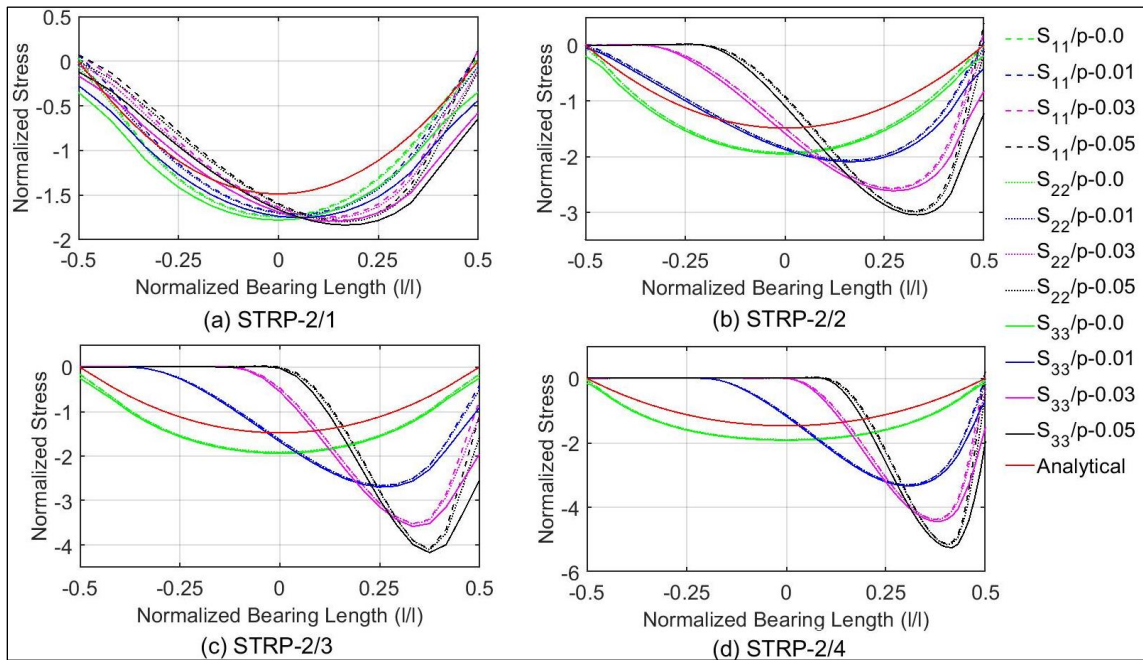 0.5
0
-0.5
-1
-1.5
-2
Normalized Stress
-0.5 -0.25 0 0.25 0.5
Normalized Bearing Length (l/l)
(a) STRP-2/1
0
-1
-2
-3
Normalized Stress
-0.5 -0.25 0 0.25 0.5
Normalized Bearing Length (l/l)
(b) STRP-2/2
0
-1
-2
-3
-4
Normalized Stress
-0.5 -0.25 0 0.25 0.5
Normalized Bearing Length (l/l)
(c) STRP-2/3
0
-2
-4
-6
Normalized Stress
-0.5 -0.25 0 0.25 0.5
Normalized Bearing Length (l/l)
(d) STRP-2/4
S11/p-0.0
S11/p-0.01
S11/p-0.03
S11/p-0.05
S22/p-0.0
S22/p-0.01
S22/p-0.03
S22/p-0.05
S33/p-0.0
S33/p-0.01
S33/p-0.03
S33/p-0.05
Analytical